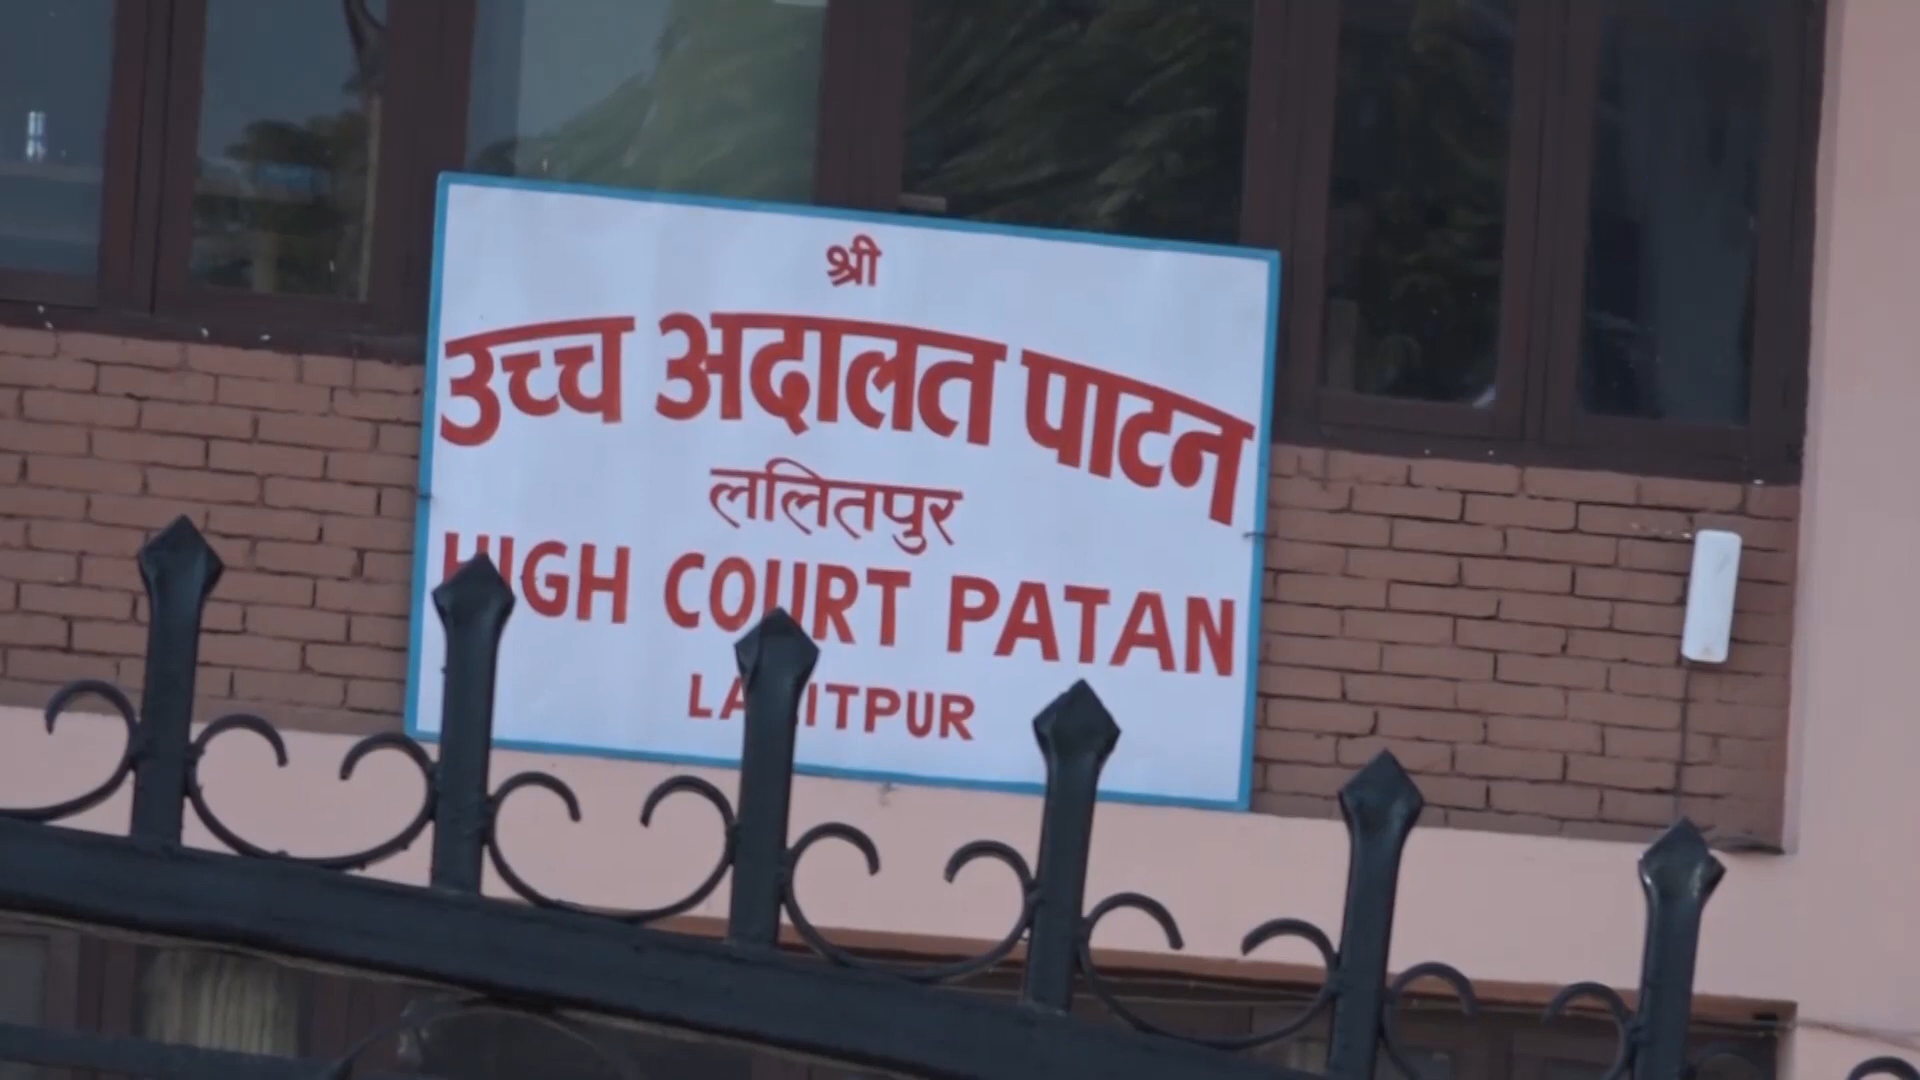 श्री
उच्च अदालत पाटन
ललितपुर
HIGH COURT PATAN
LALITPUR